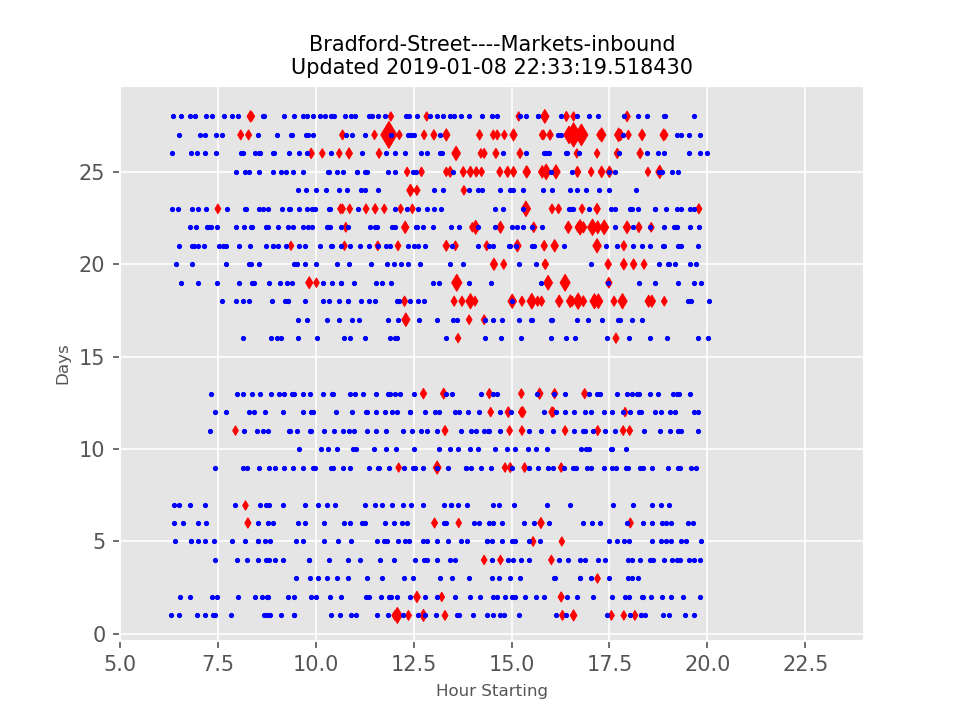 Bradford-Street----Markets-inbound
Updated 2019-01-08 22:33:19.518430
25
20
15
10
5
0
Days
5.0 7.5 10.0 12.5 15.0 17.5 20.0 22.5
Hour Starting